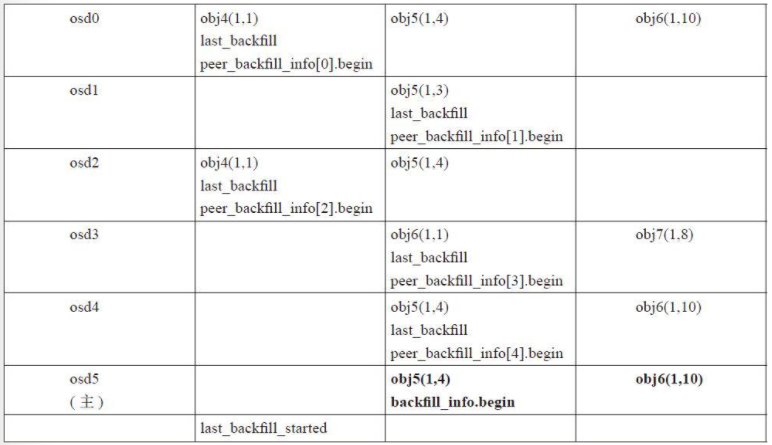 osd0 obj4(1,1) obj5(1,4) obj6(1,10)
last_backfill
peer_backfill_info[0].begin
osd1 obj5(1,3)
last_backfill
peer_backfill_info[1].begin
osd2 obj4(1,1) obj5(1,4)
last_backfill
peer_backfill_info[2].begin
osd3 obj6(1,1) obj7(1,8)
last_backfill
peer_backfill_info[3].begin
osd4 obj5(1,4) obj6(1,10)
last_backfill
peer_backfill_info[4].begin
osd5 obj5(1,4) obj6(1,10)
(主) backfill_info.begin
last_backfill_started